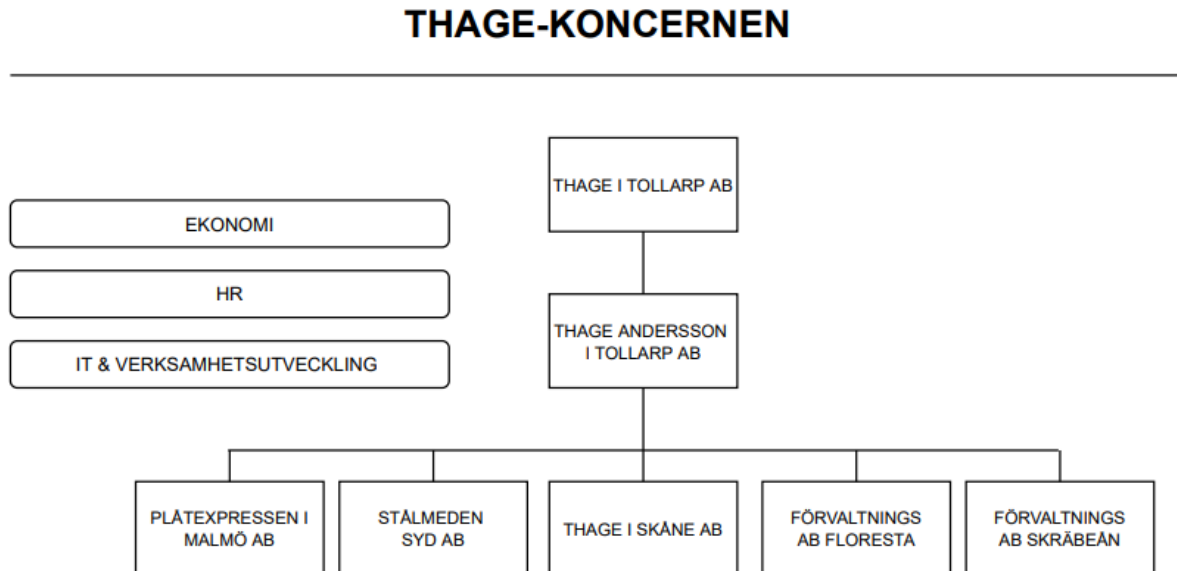 THAGE-KONCERNEN
THAGE I TOLLARP AB
EKONOMI
HR
THAGE ANDERSSON
I TOLLARP AB
IT & VERKSAMHETSUTVECKLING
PLÅTEXPRESSEN I
MALMÖ AB
STÅLMEDEN
SYD AB
THAGE I SKÅNE AB
FÖRVALTNINGS
AB FLORESTA
FÖRVALTNINGS
AB SKRÄBEÅN